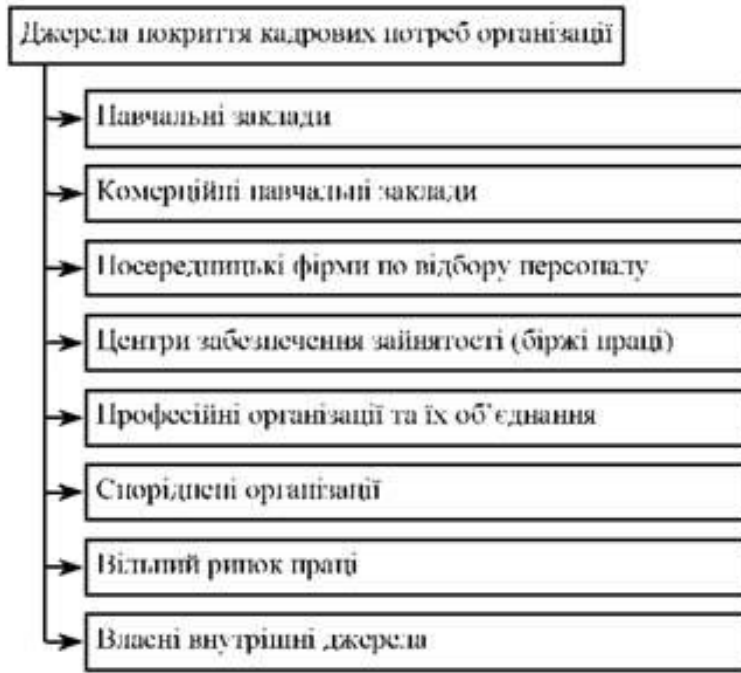 Джерела покриття кадрових потреб організації
Навчальні заклади
Комерційні навчальні заклади
Посередницькі фірми по відбору персоналу
Центри забезпечення зайнятості (біржі праці)
Професійні організації та їх об’єднання
Споріднені організації
Вільний ринок праці
Власні внутрішні джерела